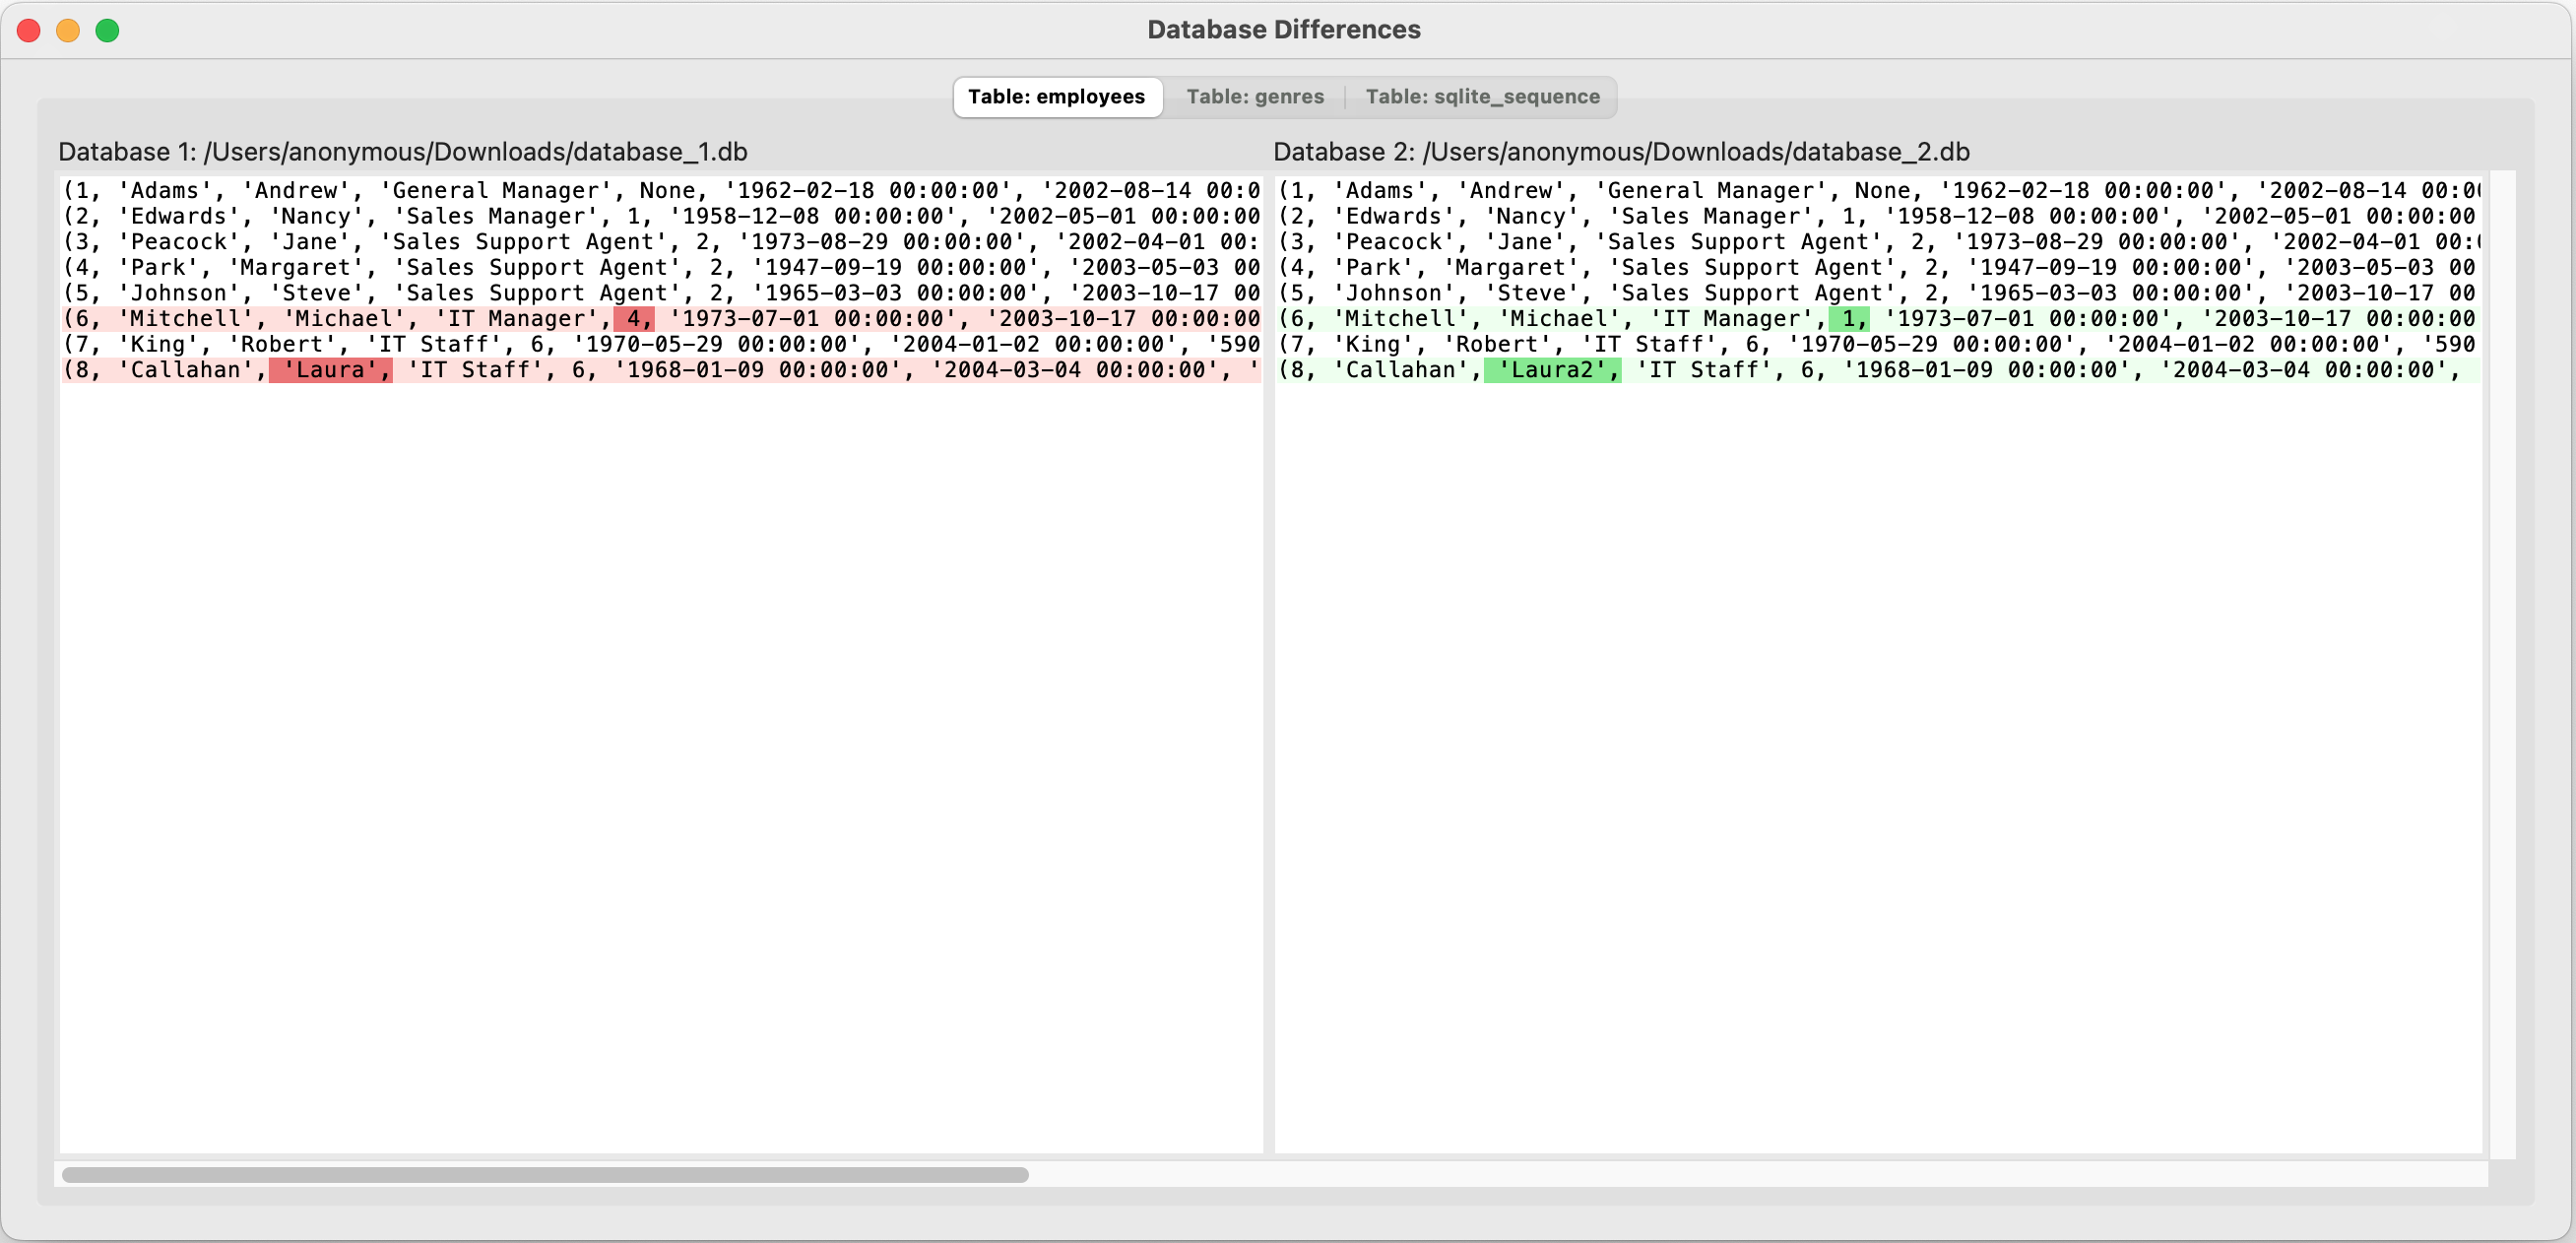 Database Differences
Table: employees
Table: genres
Table: sqlite_sequence
Database 1: /Users/anonymous/Downloads/database_1.db
(1, 'Adams', 'Andrew', 'General Manager', None, '1962-02-18 00:00:00', '2002-08-14 00:0
(2, 'Edwards', 'Nancy', 'Sales Manager', 1, '1958-12-08 00:00:00', '2002-05-01 00:00:00
(3, 'Peacock', 'Jane', 'Sales Support Agent', 2, '1973-08-29 00:00:00', '2002-04-01 00:
(4, 'Park', 'Margaret', 'Sales Support Agent', 2, '1947-09-19 00:00:00', '2003-05-03 00
(5, 'Johnson', 'Steve', 'Sales Support Agent', 2, '1965-03-03 00:00:00', '2003-10-17 00
(6, 'Mitchell', 'Michael', 'IT Manager', 4, '1973-07-01 00:00:00', '2003-10-17 00:00:00
(7, 'King', 'Robert', 'IT Staff', 6, '1970-05-29 00:00:00', '2004-01-02 00:00:00', '590
(8, 'Callahan', 'Laura', 'IT Staff', 6, '1968-01-09 00:00:00', '2004-03-04 00:00:00', '
Database 2: /Users/anonymous/Downloads/database_2.db
(1, 'Adams', 'Andrew', 'General Manager', None, '1962-02-18 00:00:00', '2002-08-14 00:0
(2, 'Edwards', 'Nancy', 'Sales Manager', 1, '1958-12-08 00:00:00', '2002-05-01 00:00:00
(3, 'Peacock', 'Jane', 'Sales Support Agent', 2, '1973-08-29 00:00:00', '2002-04-01 00:
(4, 'Park', 'Margaret', 'Sales Support Agent', 2, '1947-09-19 00:00:00', '2003-05-03 00
(5, 'Johnson', 'Steve', 'Sales Support Agent', 2, '1965-03-03 00:00:00', '2003-10-17 00
(6, 'Mitchell', 'Michael', 'IT Manager', 1, '1973-07-01 00:00:00', '2003-10-17 00:00:00
(7, 'King', 'Robert', 'IT Staff', 6, '1970-05-29 00:00:00', '2004-01-02 00:00:00', '590
(8, 'Callahan', 'Laura2', 'IT Staff', 6, '1968-01-09 00:00:00', '2004-03-04 00:00:00',